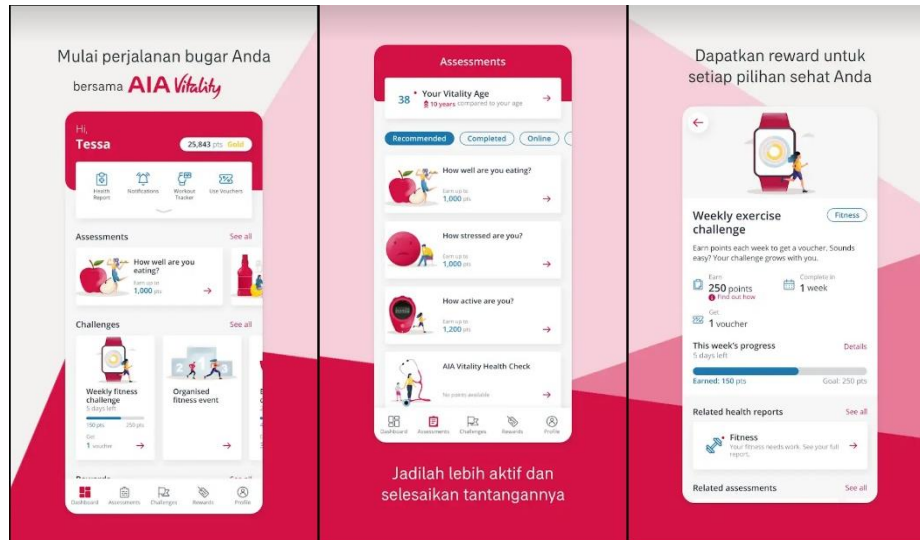 Mulai perjalanan bugar Anda
bersama AIA Vitality
Hi,
Tessa
25,843 pts Gold
Health Report
Notifications
Workout Tracker
Use Vouchers
Assessments
See all
How well are you eating?
Earn up to
1,000 pts
Challenges
See all
Weekly fitness challenge
5 days left
150 pts
250 pts
Get
1 voucher
Organised fitness event
Dashboard
Assessments
Challenges
Rewards
Profile
Assessments
38
Your Vitality Age
10 years compared to your age
Recommended
Completed
Online
How well are you eating?
Earn up to
1,000 pts
How stressed are you?
Earn up to
1,000 pts
How active are you?
Earn up to
1,200 pts
AIA Vitality Health Check
No points available
Dashboard
Assessments
Challenges
Rewards
Profile
Jadilah lebih aktif dan
selesaikan tantangannya
Dapatkan reward untuk
setiap pilihan sehat Anda
Weekly exercise
challenge
Fitness
Earn points each week to get a voucher. Sounds
easy? Your challenge grows with you.
Earn
250 points
Find out how
Complete in
1 week
Get
1 voucher
This week's progress
Details
5 days left
Earned: 150 pts
Goal: 250 pts
Related health reports
See all
Fitness
Your fitness needs work. See your full
report.
Related assessments
See all